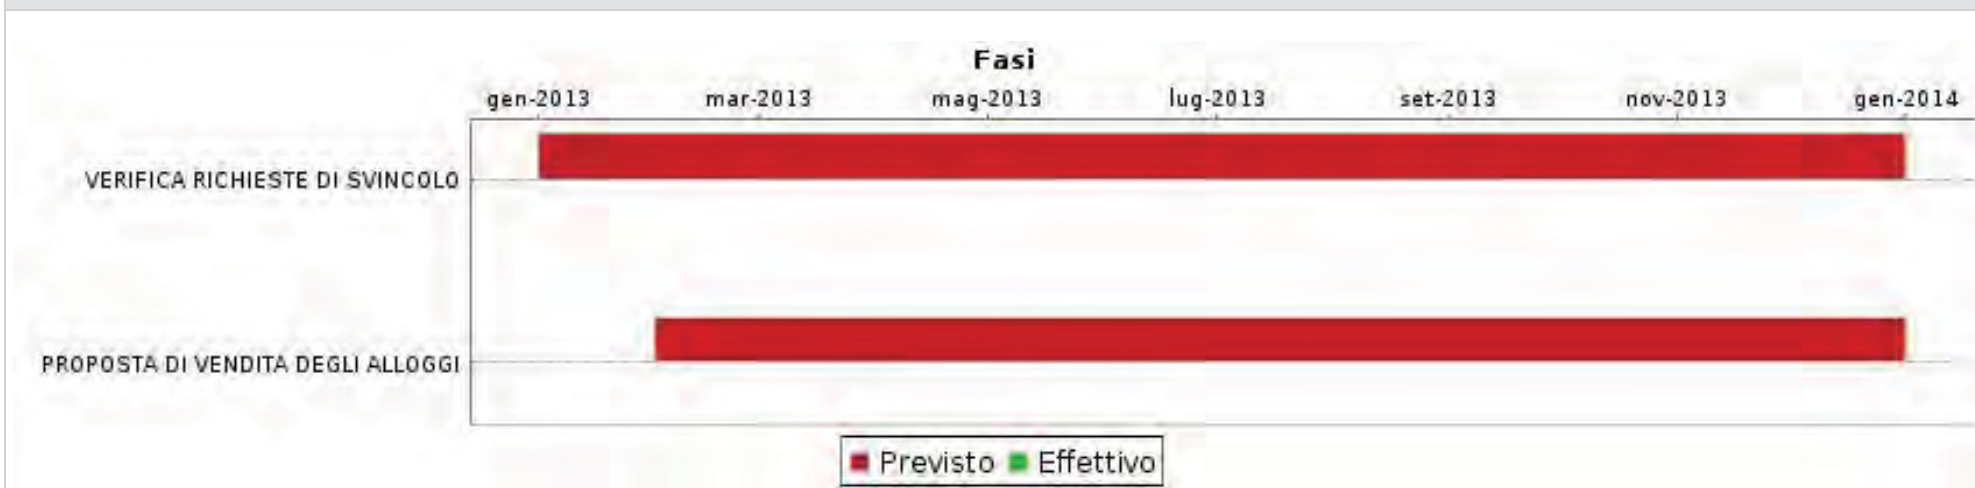 Fasi
gen-2013 mar-2013 mag-2013 lug-2013 set-2013 nov-2013 gen-2014
VERIFICA RICHIESTE DI SVINCOLO
PROPOSTA DI VENDITA DEGLI ALLOGGI
Previsto Effettivo